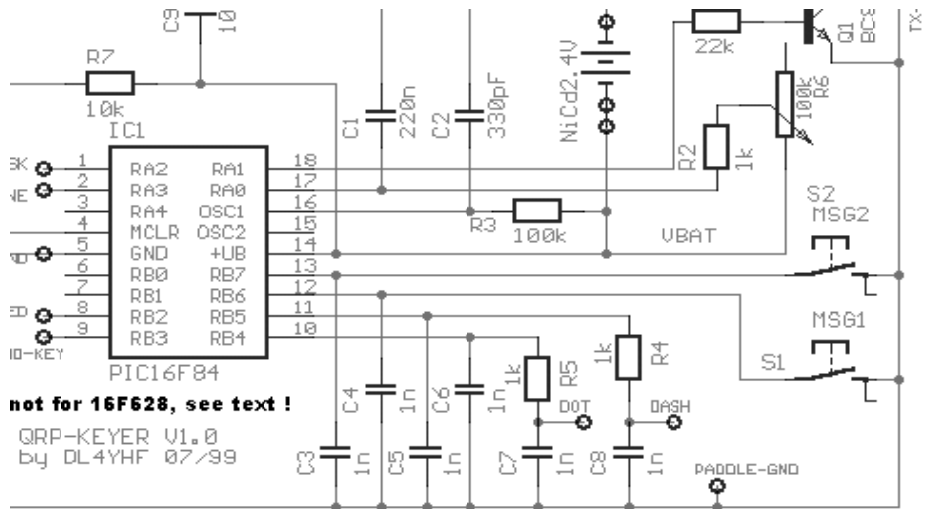 C9
10
R7
10k
IC1
C1
220n
C2
330pF
NiCd2.4V
22k
Q1
TX-
100k
R6
R2
1k
1 RA2 RA1 18
2 RA3 RA0 17
3 RA4 OSC1 16
4 MCLR OSC2 15
5 GND +UB 14
6 RB0 RB7 13
7 RB1 RB6 12
8 RB2 RB5 11
9 RB3 RB4 10
PIC16F84
R3
100k
VBAT
S2
MSG2
MSG1
S1
1k
R5
1k
R4
DOT
DASH
C4
1n
C6
1n
C3
1n
C5
1n
C7
1n
C8
1n
PADDLE-GND
not for 16F628, see text !
QRP-KEYER V1.0
by DL4YHF 07/99